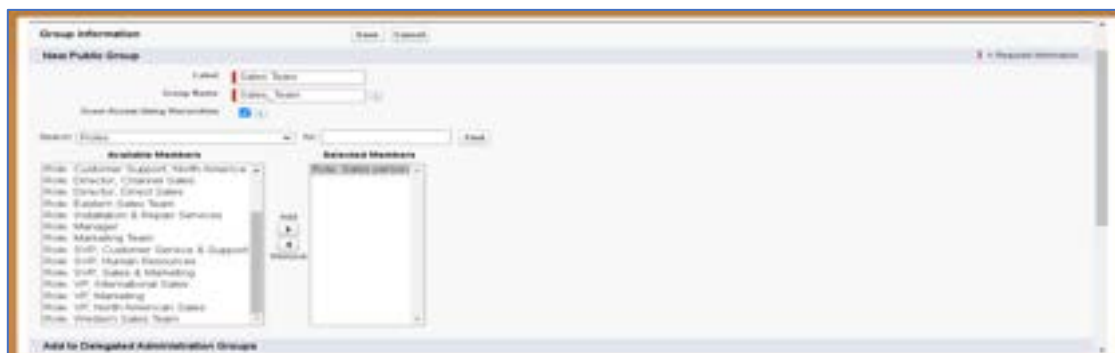 Group Information
Save Cancel
New Public Group
= Required Information
Label Sales Team
Group Name Sales_Team
Grant Access Using Hierarchies
Search: Roles for: Find
Available Members
Selected Members
Role: Customer Support, North America
Role: Director, Channel Sales
Role: Director, Direct Sales
Role: Eastern Sales Team
Role: Installation & Repair Services
Role: Manager
Role: Marketing Team
Role: SVP, Customer Service & Support
Role: SVP, Human Resources
Role: SVP, Sales & Marketing
Role: VP, International Sales
Role: VP, Marketing
Role: VP, North American Sales
Role: Western Sales Team
Add
Remove
Role: Sales person
Add to Delegated Administration Groups